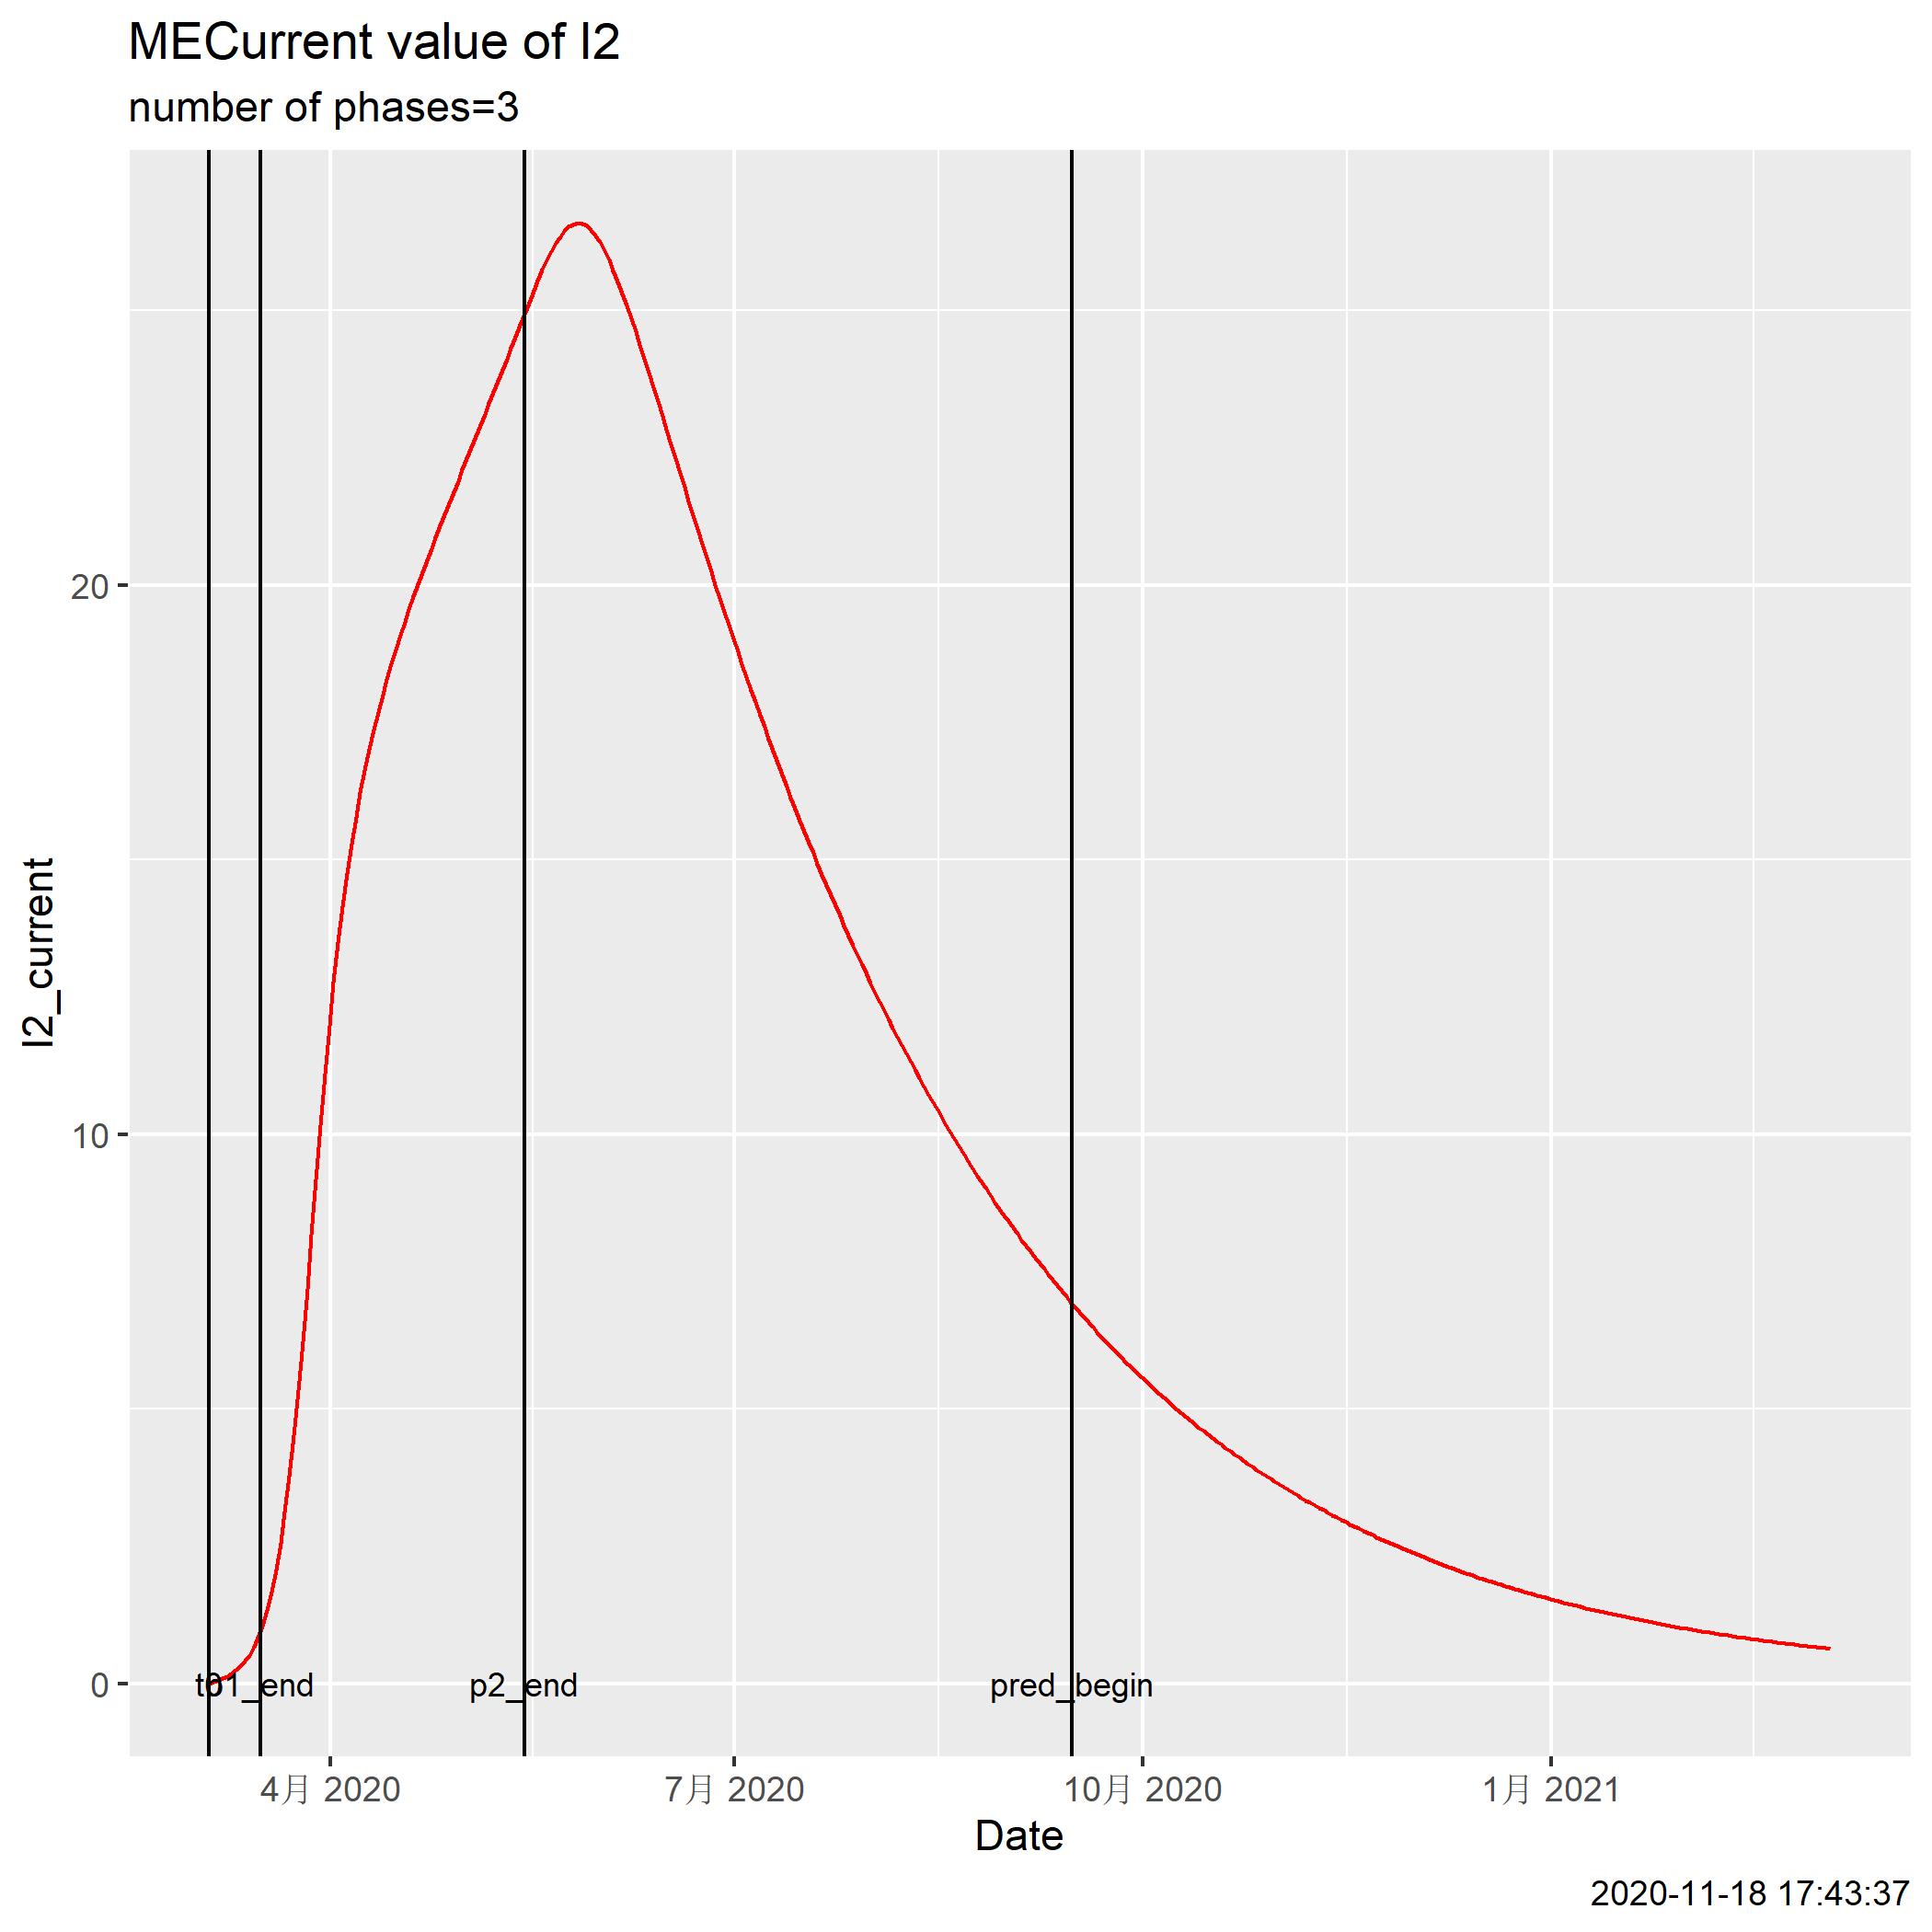 MECurrent value of I2
number of phases=3
I2_current
20
10
0
p2_end
pred_begin
4月 2020
7月 2020
10月 2020
1月 2021
Date
2020-11-18 17:43:37